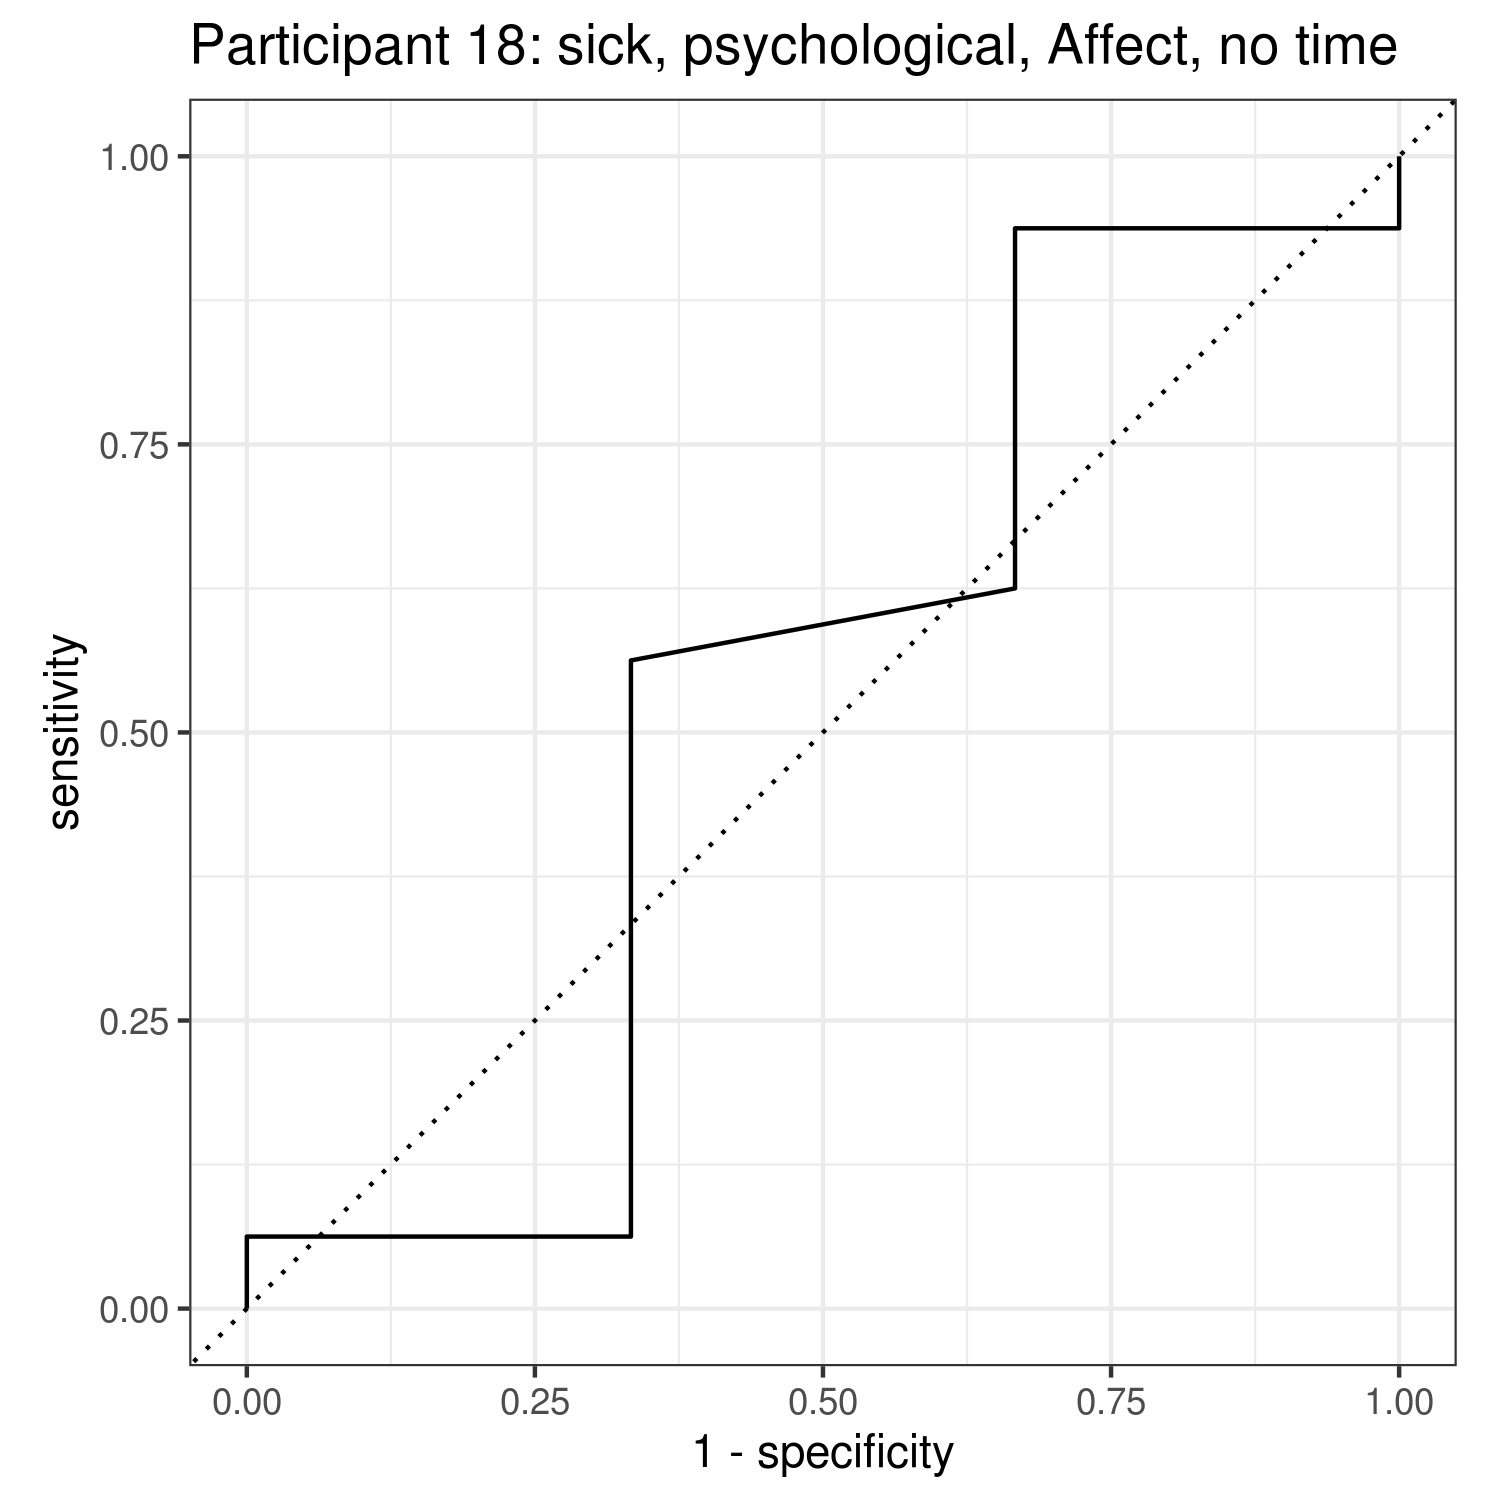 Participant 18: sick, psychological, Affect, no time
sensitivity
1.00
0.75
0.50
0.25
0.00
0.00 0.25 0.50 0.75 1.00
1 - specificity